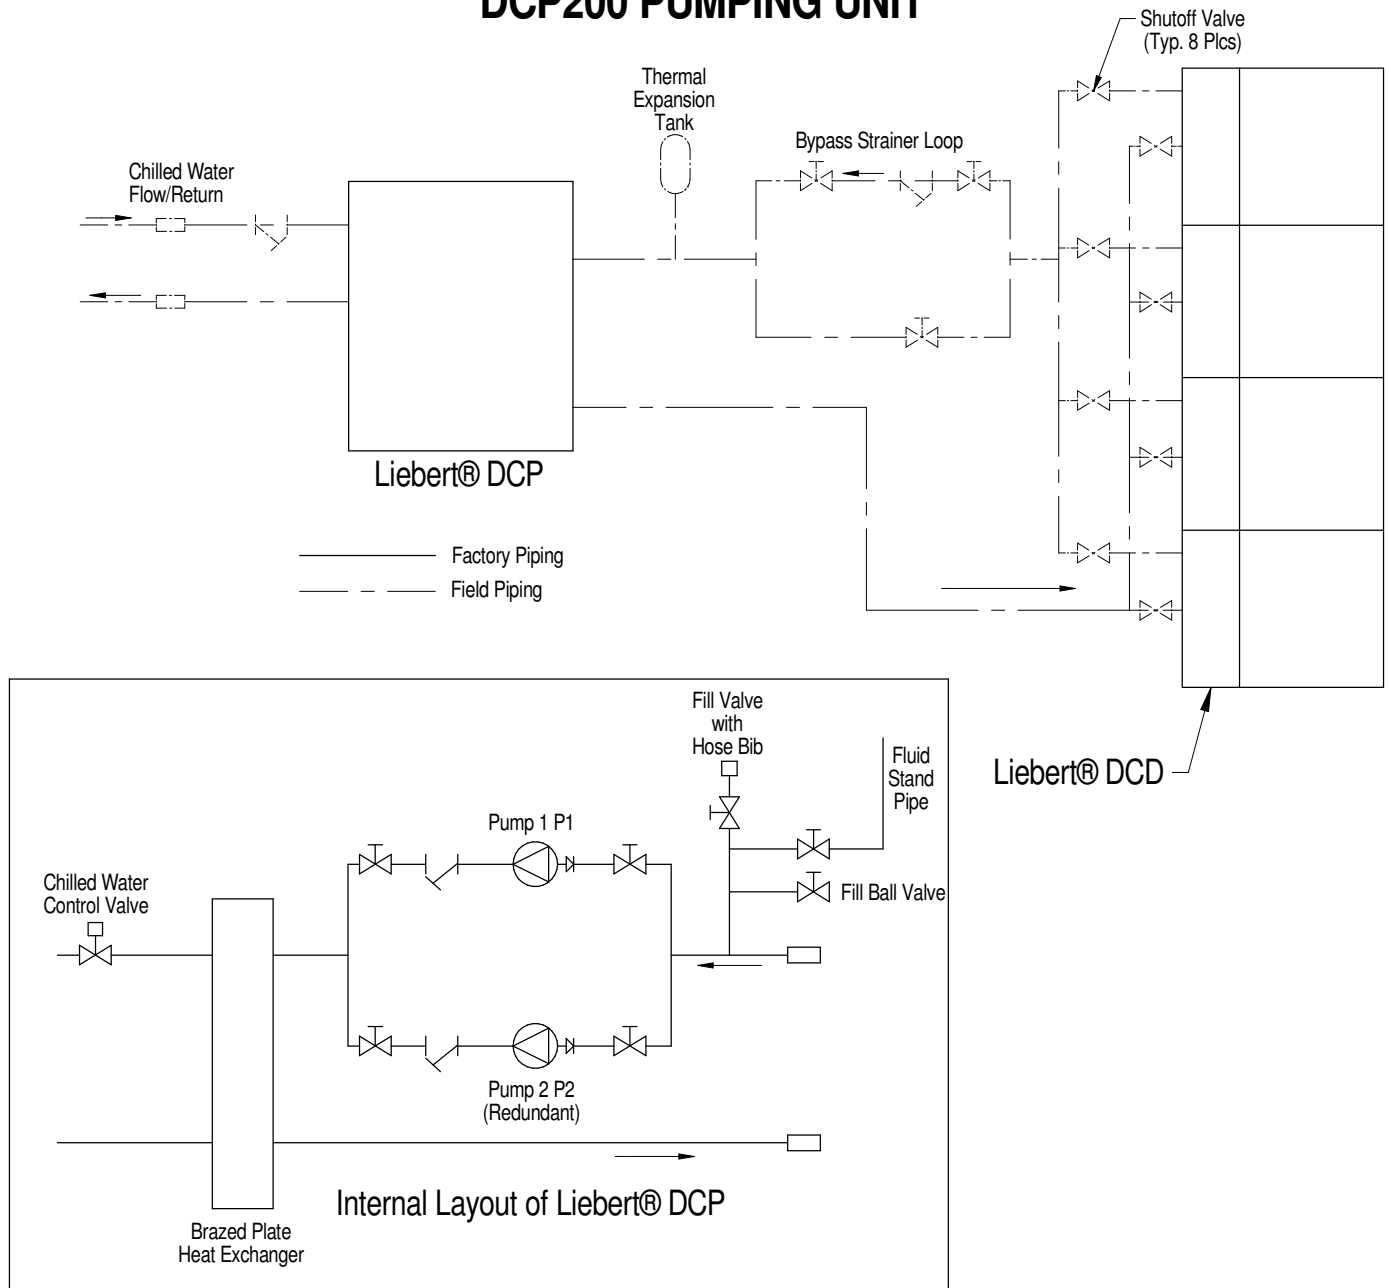 DCP200 PUMPING UNIT
Shutoff Valve
(Typ. 8 Plcs)
Thermal
Expansion
Tank
Bypass Strainer Loop
Chilled Water
Flow/Return
Liebert® DCP
Factory Piping
Field Piping
Liebert® DCD
Fill Valve
with
Hose Bib
Fluid
Stand
Pipe
Pump 1 P1
Chilled Water
Control Valve
Fill Ball Valve
Pump 2 P2
(Redundant)
Internal Layout of Liebert® DCP
Brazed Plate
Heat Exchanger